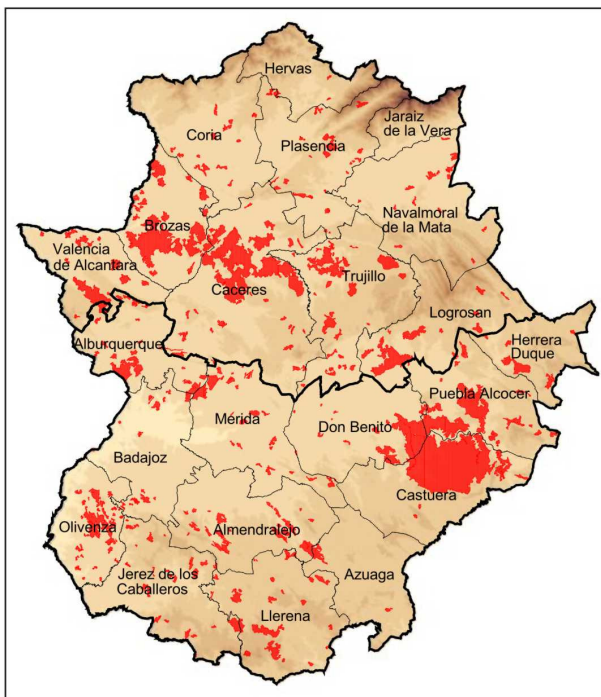 Hervas
Jaraiz
de la Vera
Coria
Plasencia
Navalmoral
de la Mata
Brozas
Valencia
de Alcantara
Trujillo
Caceres
Logrosan
Alburquerque
Herrera
Duque
Puebla Alcocer
Merida
Don Benito
Badajoz
Castuera
Olivenza
Almendralejo
Azuaga
Jerez de los
Caballeros
Llerena